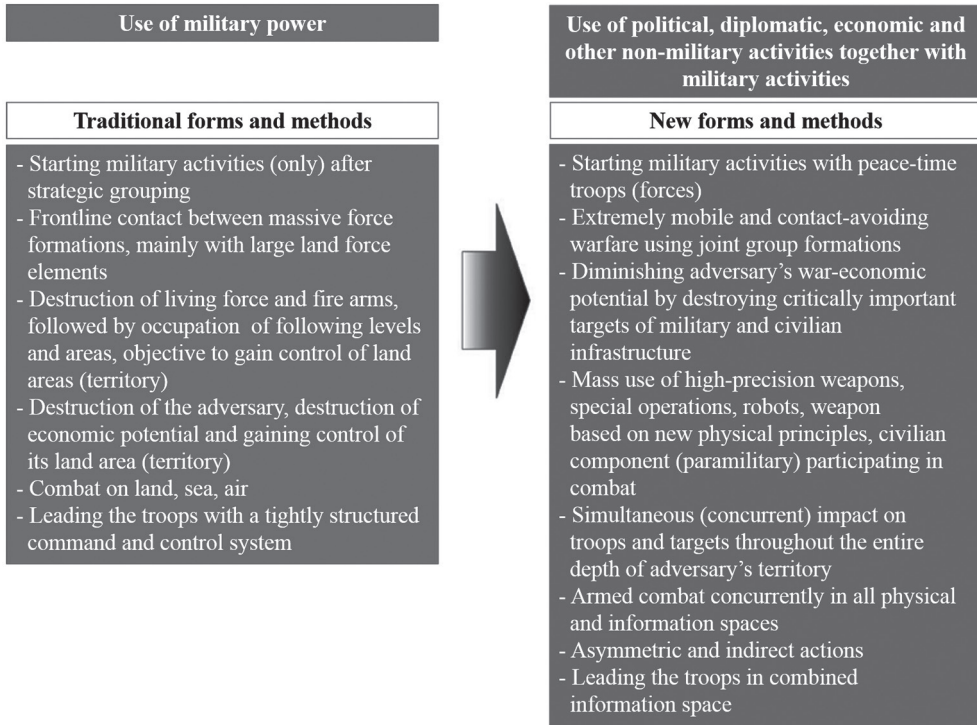 Use of military power
Traditional forms and methods
- Starting military activities (only) after
strategic grouping
- Frontline contact between massive force
formations, mainly with large land force
elements
- Destruction of living force and fire arms,
followed by occupation of following levels
and areas, objective to gain control of land
areas (territory)
- Destruction of the adversary, destruction of
economic potential and gaining control of
its land area (territory)
- Combat on land, sea, air
- Leading the troops with a tightly structured
command and control system
Use of political, diplomatic, economic and
other non-military activities together with
military activities
New forms and methods
- Starting military activities with peace-time
troops (forces)
- Extremely mobile and contact-avoiding
warfare using joint group formations
- Diminishing adversary’s war-economic
potential by destroying critically important
targets of military and civilian
infrastructure
- Mass use of high-precision weapons,
special operations, robots, weapon
based on new physical principles, civilian
component (paramilitary) participating in
combat
- Simultaneous (concurrent) impact on
troops and targets throughout the entire
depth of adversary’s territory
- Armed combat concurrently in all physical
and information spaces
- Asymmetric and indirect actions
- Leading the troops in combined
information space